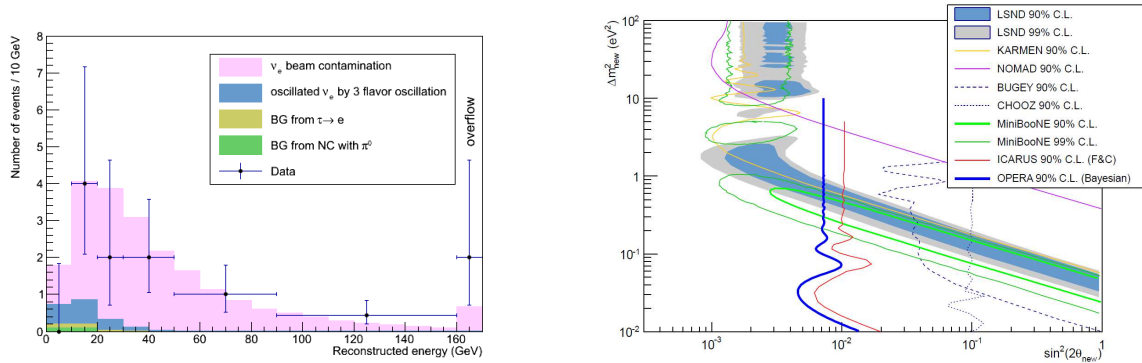 Number of events / 10 GeV
8
7
6
5
4
3
2
1
0
νe beam contamination
oscillated νe by 3 flavor oscillation
BG from τ→ e
BG from NC with π⁰
Data
overflow
0 20 40 60 80 100 120 140 160
Reconstructed energy (GeV)
Δm²new (eV²)
10²
10
1
10⁻¹
10⁻²
LSND 90% C.L.
LSND 99% C.L.
KARMEN 90% C.L.
NOMAD 90% C.L.
BUGEY 90% C.L.
CHOOZ 90% C.L.
MiniBooNE 90% C.L.
MiniBooNE 99% C.L.
ICARUS 90% C.L. (F&C)
OPERA 90% C.L. (Bayesian)
10⁻³ 10⁻² 10⁻¹ 1
sin²(2θnew)